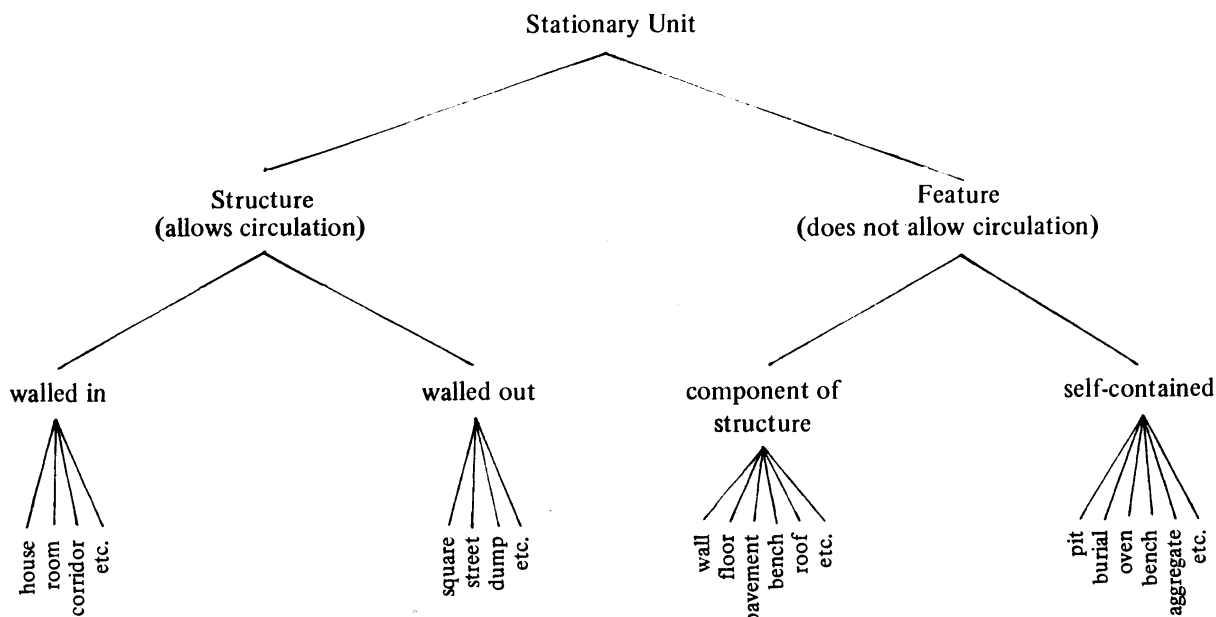 Stationary Unit
Structure
(allows circulation)
Feature
(does not allow circulation)
walled in
walled out
component of
structure
self-contained
house
room
corridor
etc.
square
street
dump
etc.
wall
floor
pavement
bench
roof
etc.
pit
burial
oven
bench
aggregate
etc.